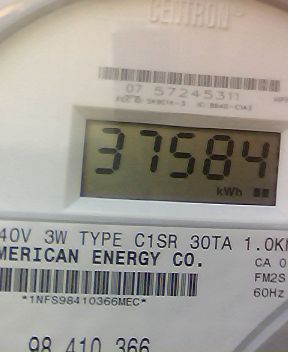 CENTRON®
07 57245311
37584
kWh
40V 3W TYPE C1SR 30TA 1.0K
MERICAN ENERGY CO.
CA 0
FM2S
60Hz
*1NFS98410366MEC*
98 410 366